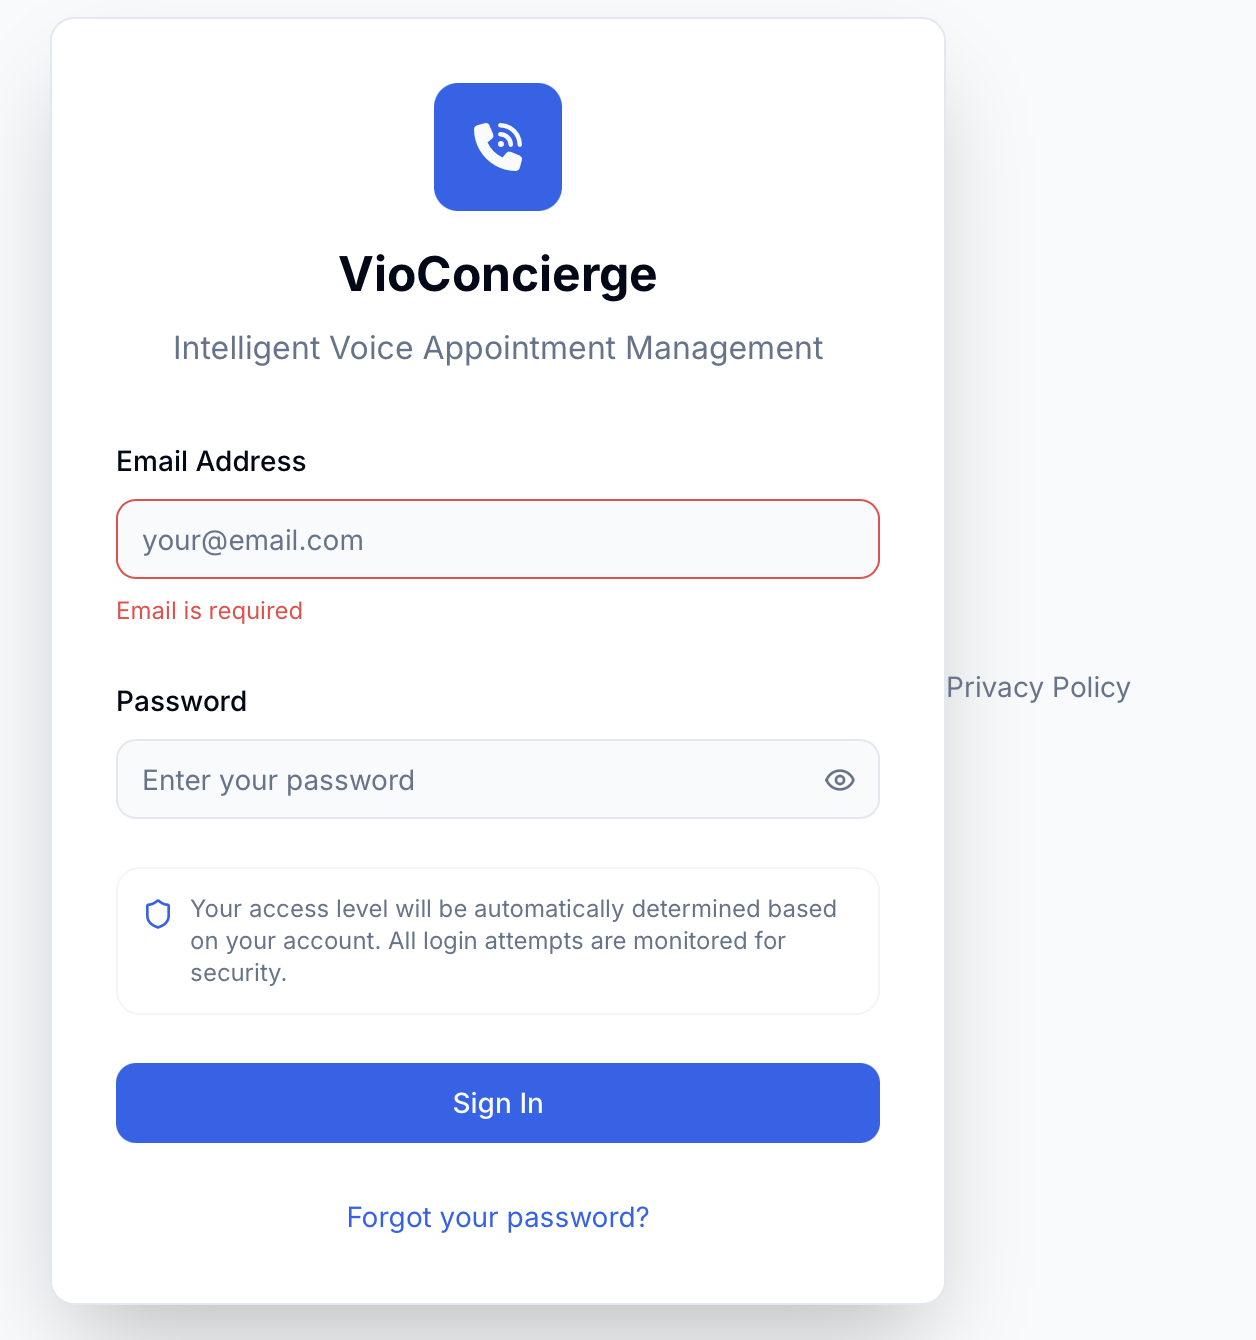 VioConcierge
Intelligent Voice Appointment Management
Email Address
your@email.com
Email is required
Password
Enter your password
Your access level will be automatically determined based
on your account. All login attempts are monitored for
security.
Sign In
Forgot your password?
Privacy Policy